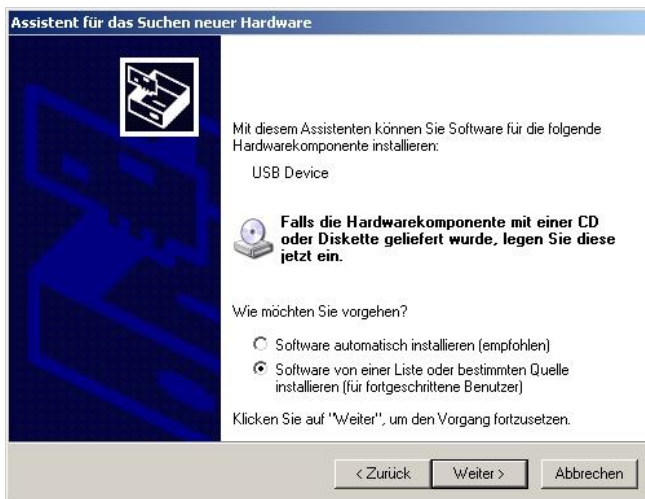 Assistent für das Suchen neuer Hardware
Mit diesem Assistenten können Sie Software für die folgende
Hardwarekomponente installieren:
USB Device
Falls die Hardwarekomponente mit einer CD
oder Diskette geliefert wurde, legen Sie diese
jetzt ein.
Wie möchten Sie vorgehen?
Software automatisch installieren (empfohlen)
Software von einer Liste oder bestimmten Quelle
installieren (für fortgeschrittene Benutzer)
Klicken Sie auf "Weiter", um den Vorgang fortzusetzen.
< Zurück Weiter > Abbrechen